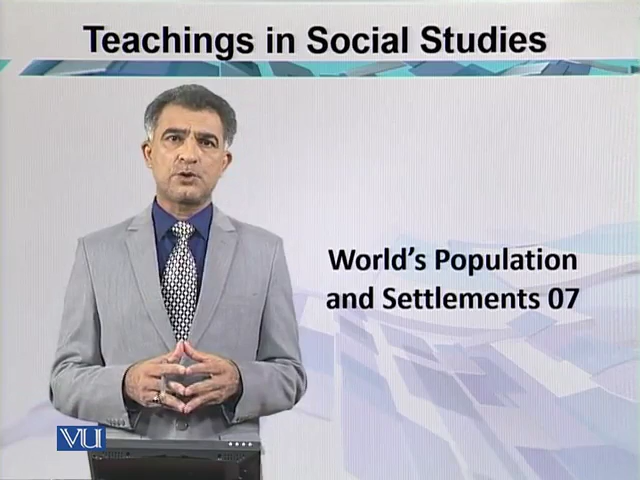 Teachings in Social Studies
World's Population
and Settlements 07
VU